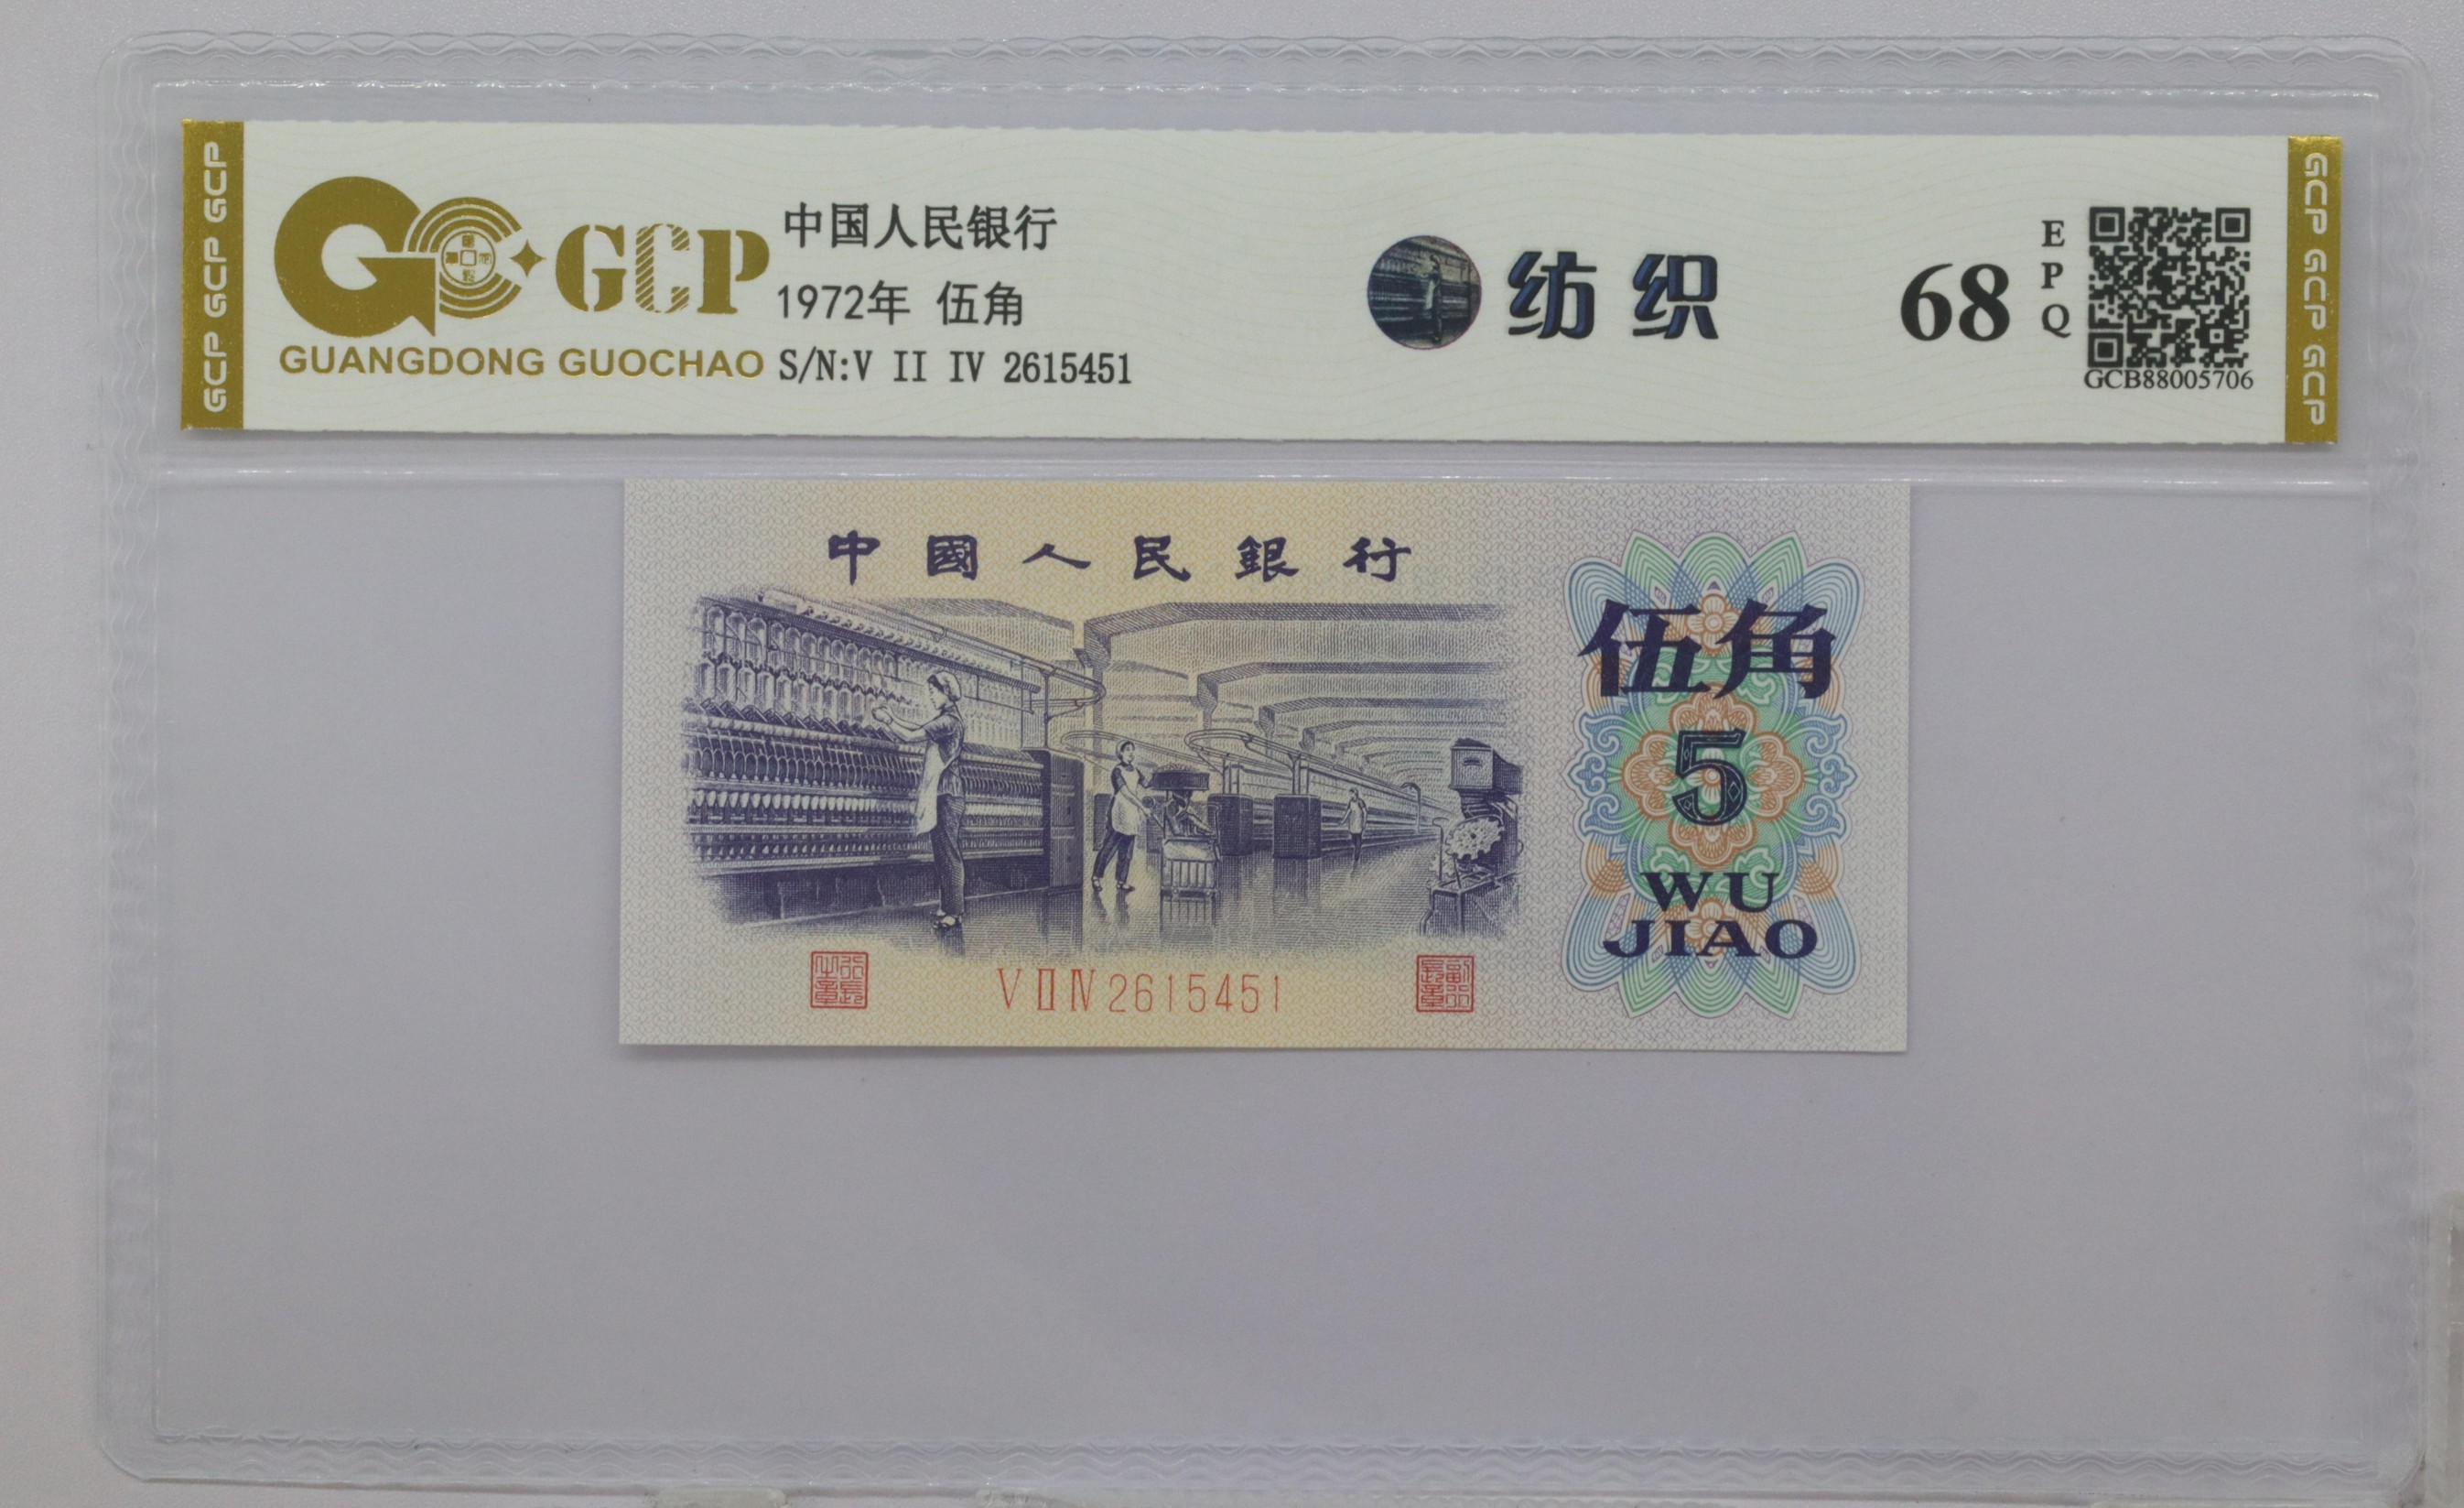 GCP GCP GCP
GCP
GUANGDONG GUOCHAO
中国人民银行
1972年 伍角
S/N:V II IV 2615451
纺织
68
EPQ
GCB88005706
GCP GCP GCP
中國人民銀行
伍角
5
WU
JIAO
V II IV 2615451